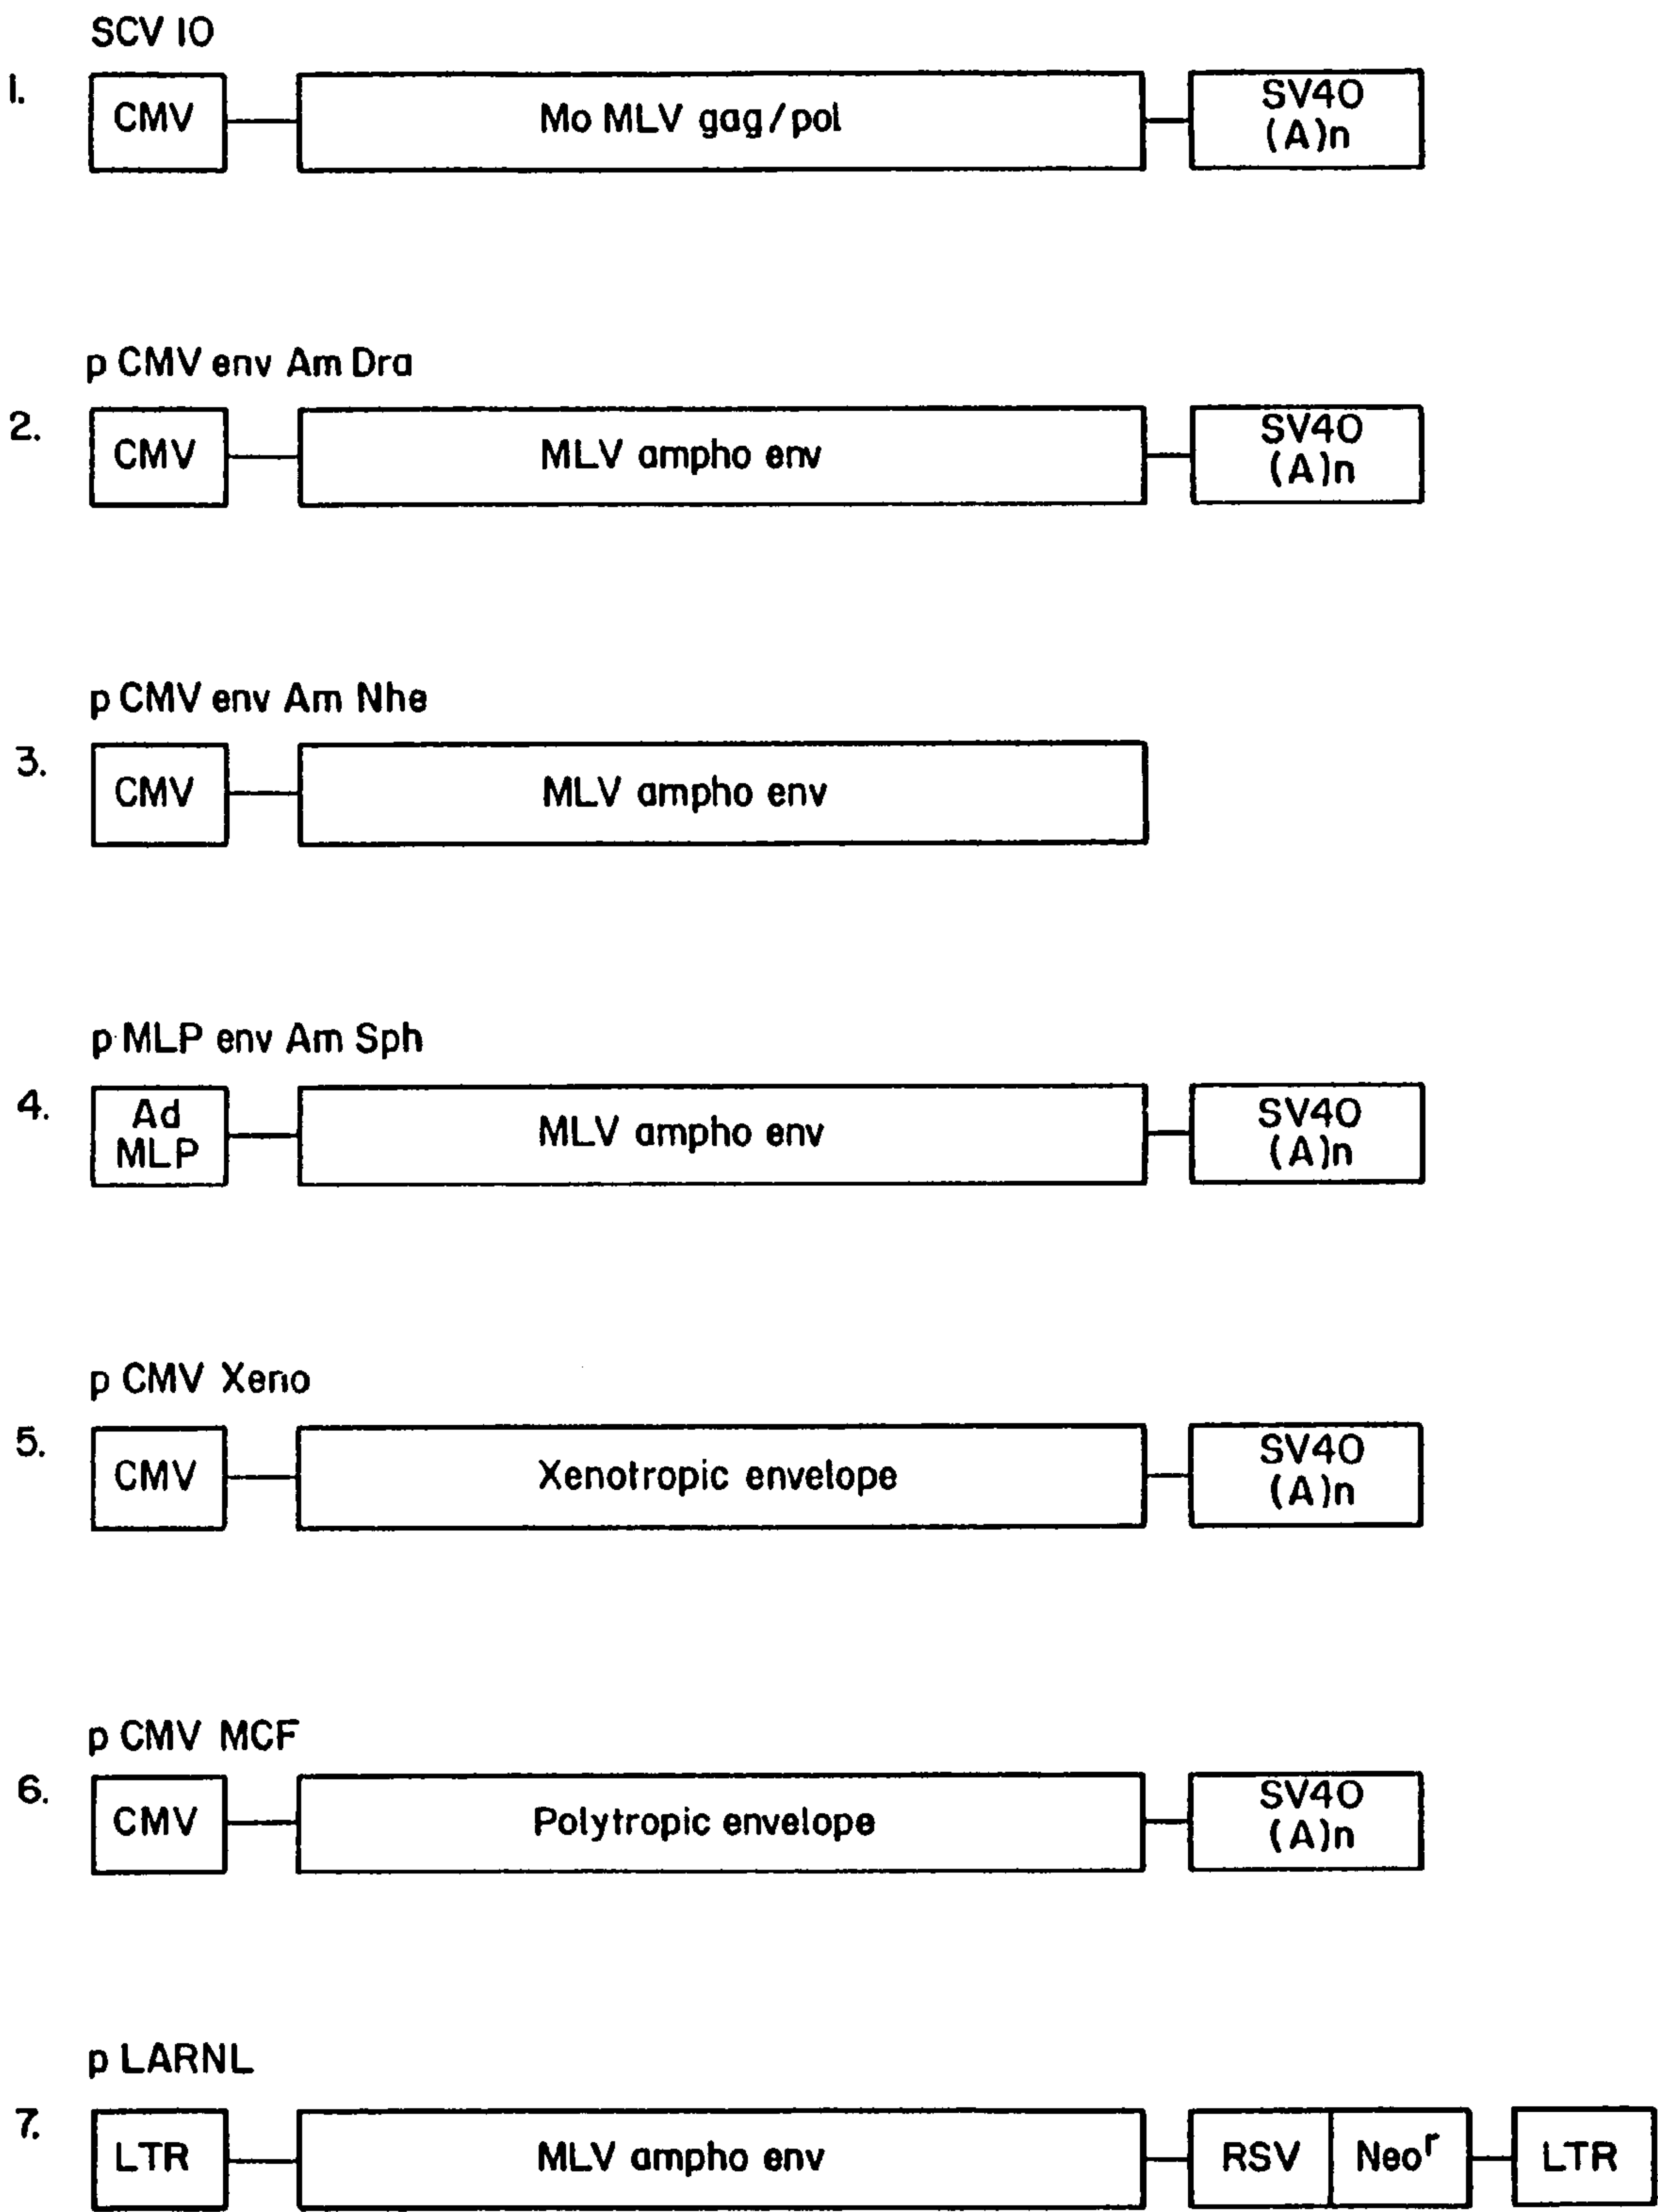 SCV 10
1.
CMV
Mo MLV gag/pol
SV40
(A)n
p CMV env Am Dra
2.
CMV
MLV ampho env
SV40
(A)n
p CMV env Am Nhe
3.
CMV
MLV ampho env
p MLP env Am Sph
4.
Ad
MLP
MLV ampho env
SV40
(A)n
p CMV Xeno
5.
CMV
Xenotropic envelope
SV40
(A)n
p CMV MCF
6.
CMV
Polytropic envelope
SV40
(A)n
p LARNL
7.
LTR
MLV ampho env
RSV
Neo^r
LTR